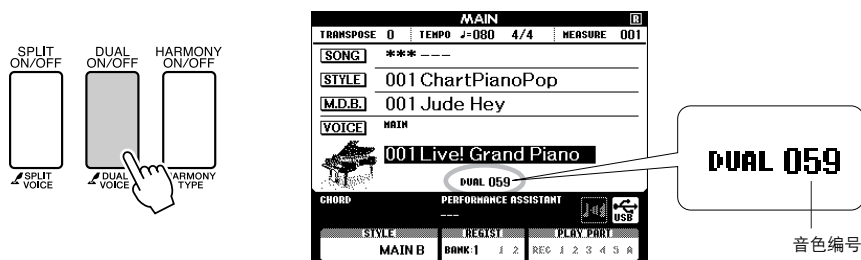 SPLIT ON/OFF
DUAL ON/OFF
HARMONY ON/OFF
SPLIT VOICE
DUAL VOICE
ARMONY TYPE
MAIN R
TRANSPOSE 0 TEMPO ♩=080 4/4 MEASURE 001
SONG *** ---
STYLE 001 ChartPianoPop
M.D.B. 001 Jude Hey
VOICE MAIN
001 Live! Grand Piano
DUAL 059
CHORD PERFORMANCE ASSISTANT
---
USB
STYLE REGIST PLAY PART
MAIN B BANK:1 1 2 REC 1 2 3 4 5 A
DUAL 059
音色编号